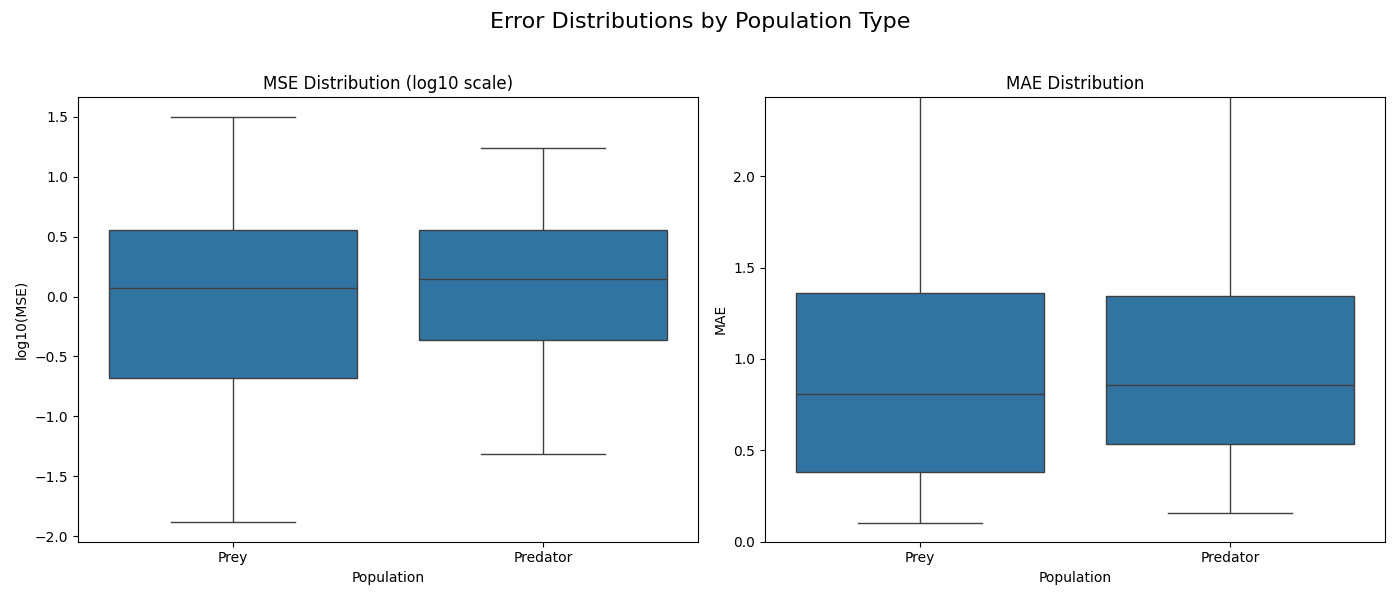 Error Distributions by Population Type
MSE Distribution (log10 scale)
1.5
1.0
0.5
0.0
−0.5
−1.0
−1.5
−2.0
log10(MSE)
Prey
Predator
Population
MAE Distribution
2.0
1.5
1.0
0.5
0.0
MAE
Prey
Predator
Population